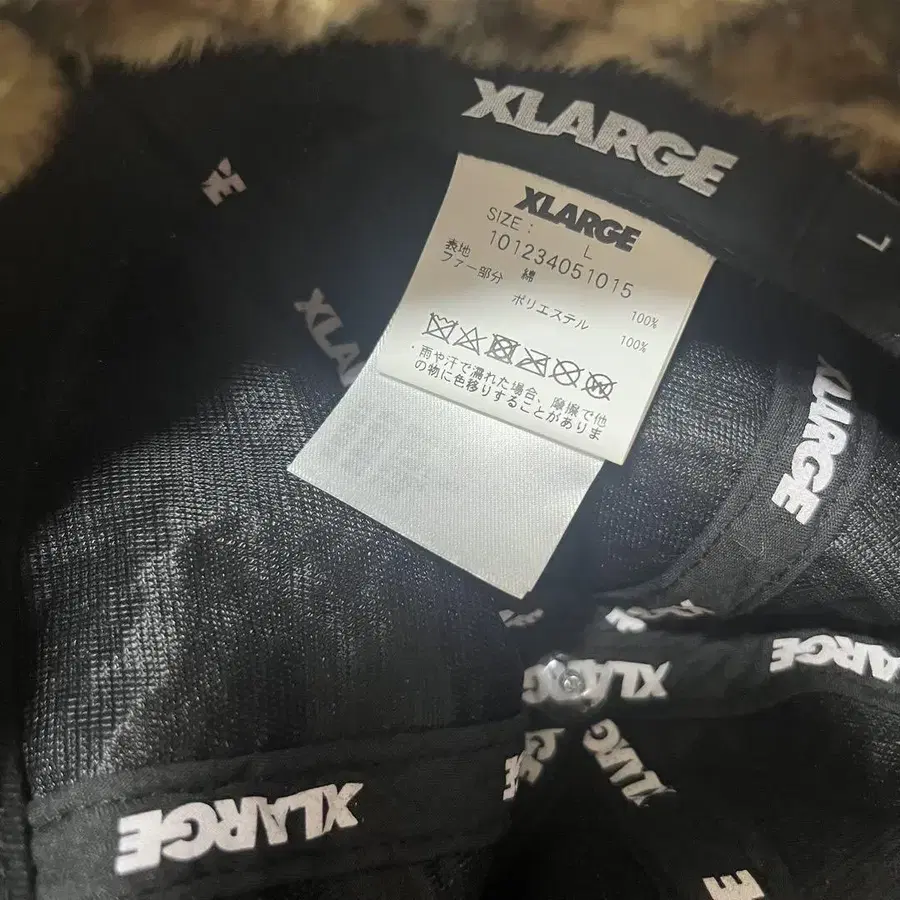 XLARGE
L
XLARGE
SIZE : L
101234051015
表地 綿 100%
ファー部分 ポリエステル 100%
・雨や汗で濡れた場合、摩擦で他
の物に色移りすることがありま
XLARGE
XLARGE
XLARGE
XLARGE